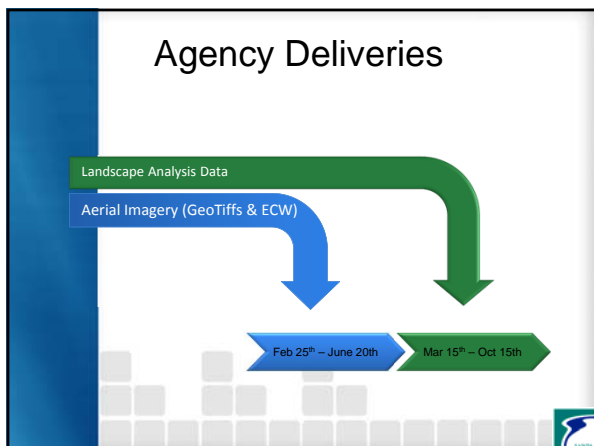 Agency Deliveries
Landscape Analysis Data
Aerial Imagery (GeoTiffs & ECW)
Feb 25th – June 20th
Mar 15th – Oct 15th